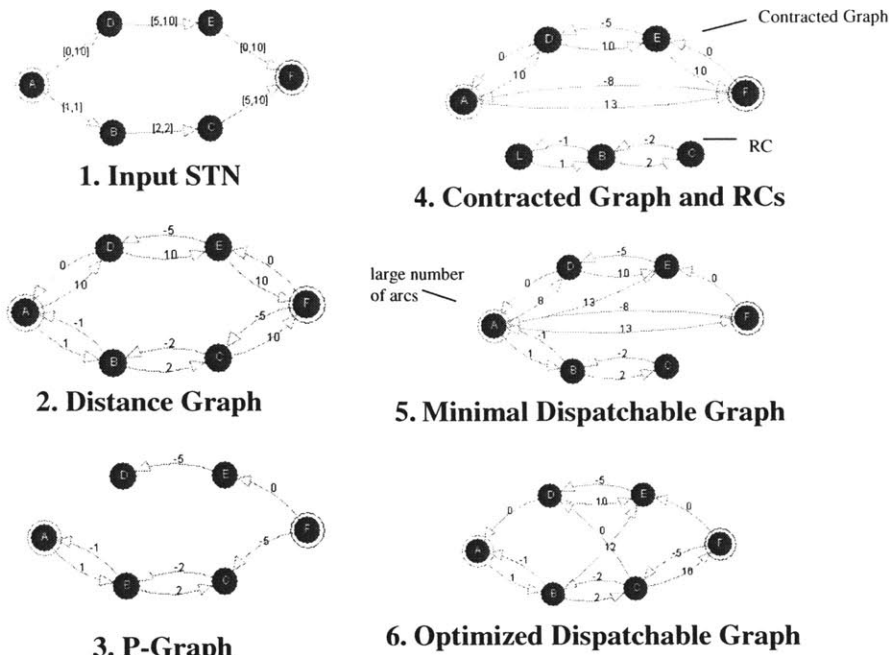 D
[5,10]
E
[0,10]
[0,10]
A
F
[1,1]
[5,10]
B
[2,2]
C
1. Input STN
-5
D
E
10
0
0
10
10
A
F
-1
-5
1
-2
10
B
C
2
2. Distance Graph
-5
D
E
0
A
F
-1
-5
1
-2
B
C
2
3. P-Graph
-5
Contracted Graph
D
E
10
0
0
10
10
-8
A
F
13
-1
-2
RC
L
B
C
1
2
4. Contracted Graph and RCs
-5
D
E
10
large number
of arcs
0
0
8
13
-8
A
F
13
-1
1
-2
B
C
2
5. Minimal Dispatchable Graph
-5
D
E
10
0
0
0
12
A
F
-1
-5
1
-2
10
B
C
2
6. Optimized Dispatchable Graph